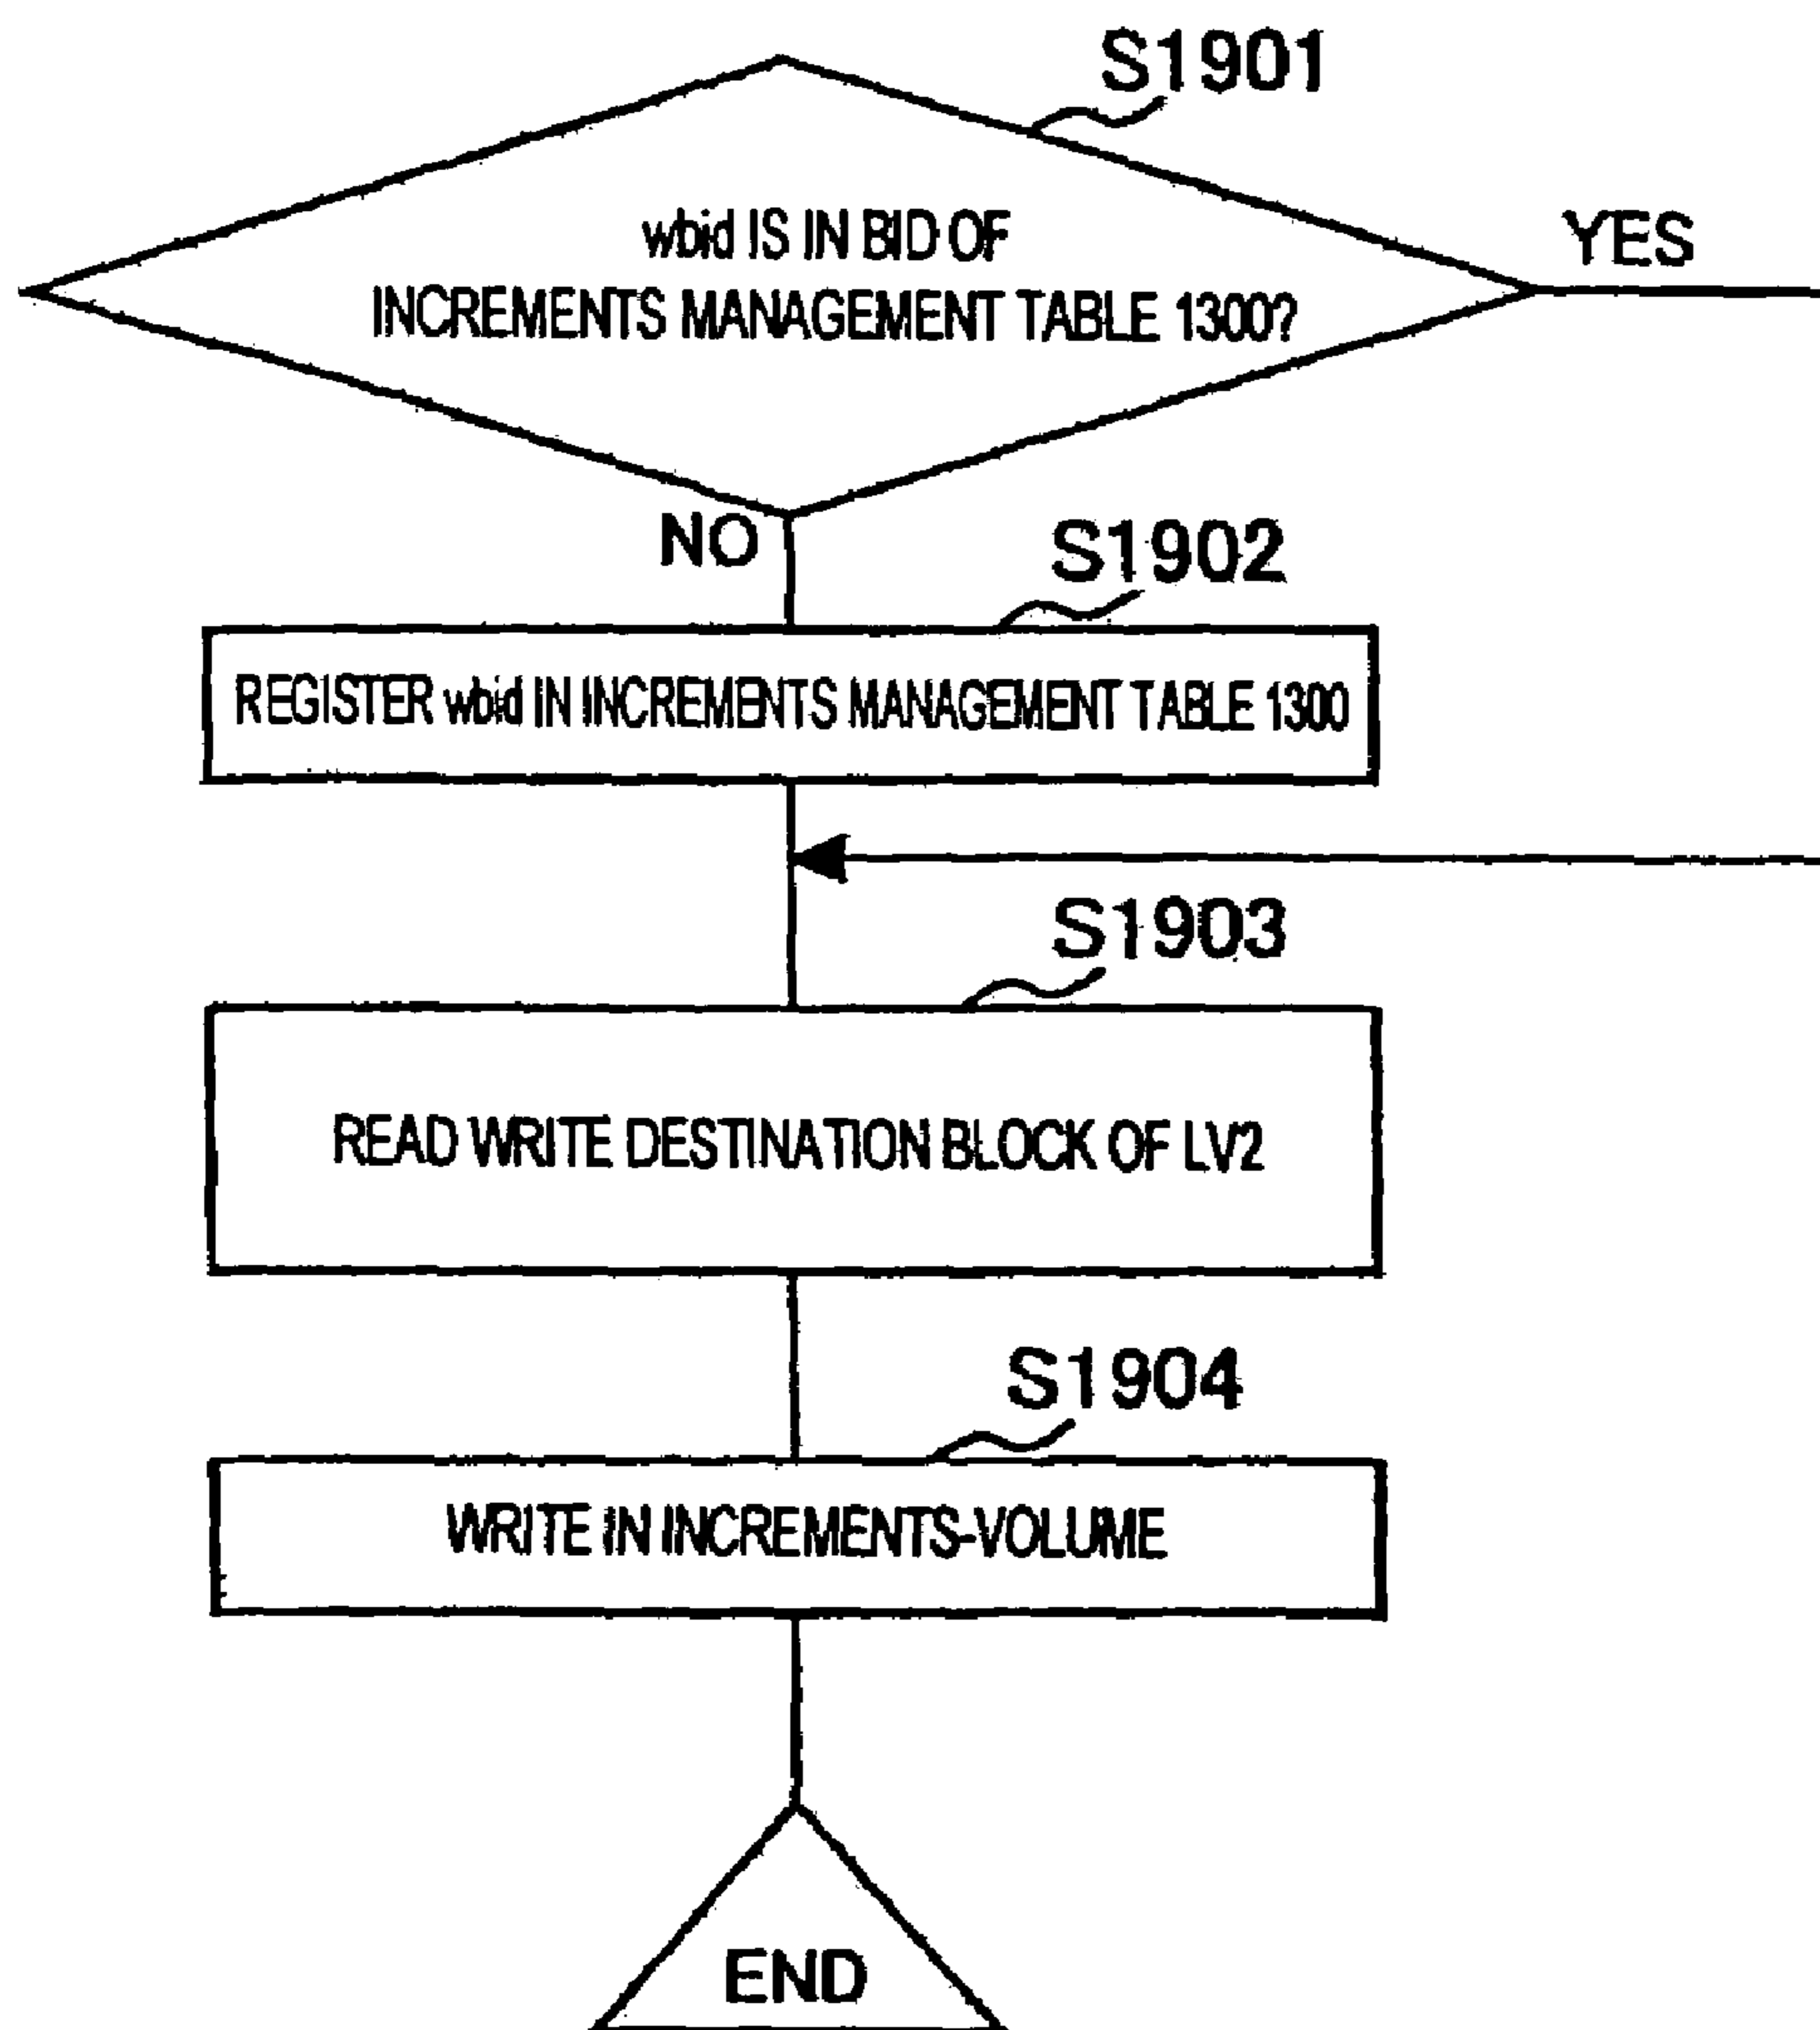 S1901
wbid IS IN BID OF
INCREMENTS MANAGEMENT TABLE 1300?
YES
NO
S1902
REGISTER wbid IN INCREMENTS MANAGEMENT TABLE 1300
S1903
READ WRITE DESTINATION BLOCK OF LV2
S1904
WRITE IN INCREMENTS-VOLUME
END